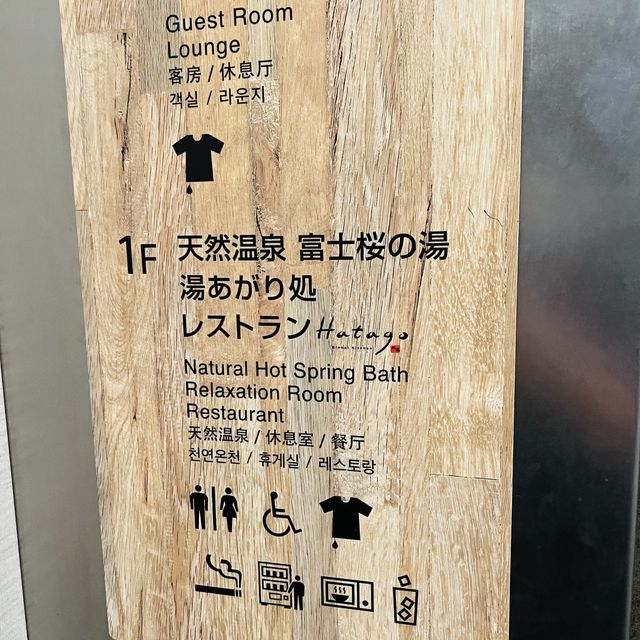 Guest Room
Lounge
客房 / 休息厅
객실 / 라운지
1F 天然温泉 富士桜の湯
湯あがり処
レストラン Hatago
Natural Hot Spring Bath
Relaxation Room
Restaurant
天然温泉 / 休息室 / 餐厅
천연온천 / 휴게실 / 레스토랑